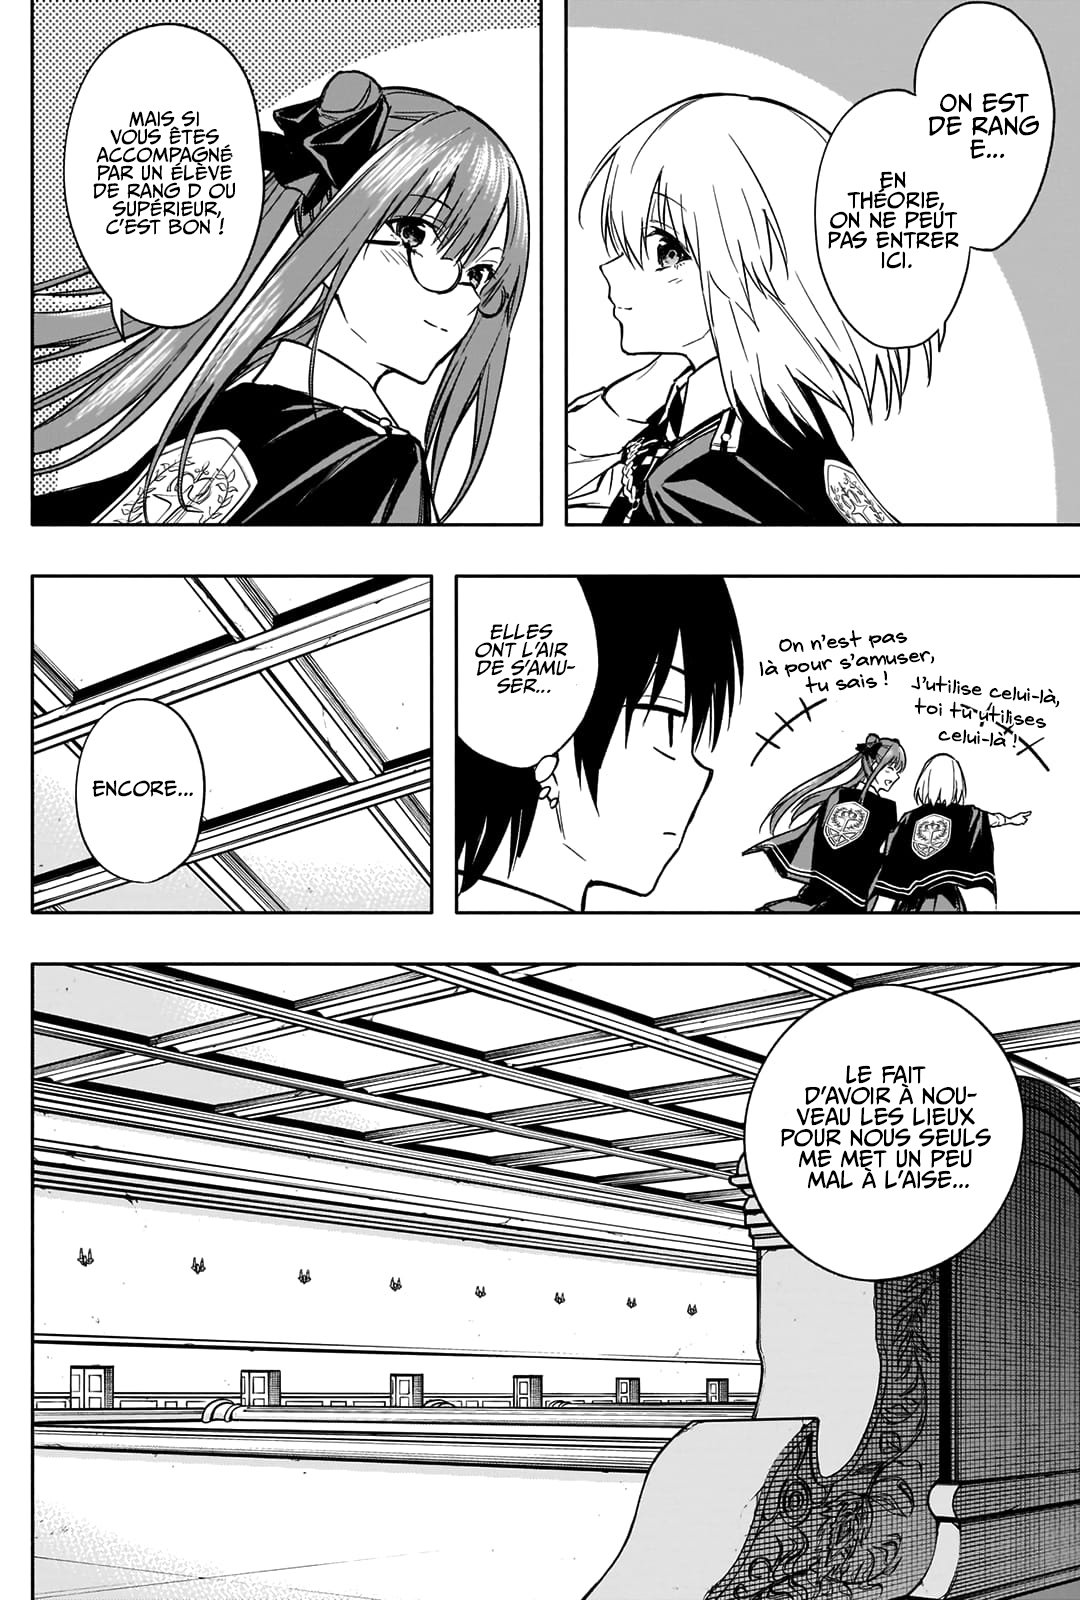 ON EST
DE RANG
E...
EN
THÉORIE,
ON NE PEUT
PAS ENTRER
ICI.
MAIS SI
VOUS ÊTES
ACCOMPAGNÉ
PAR UN ÉLÈVE
DE RANG D OU
SUPÉRIEUR,
C'EST BON !
On n'est pas
là pour s'amuser,
tu sais !
J'utilise celui-là,
toi tu utilises
celui-là !
ELLES
ONT L'AIR
DE S'AMU-
SER...
ENCORE...
LE FAIT
D'AVOIR À NOU-
VEAU LES LIEUX
POUR NOUS SEULS
ME MET UN PEU
MAL À L'AISE...